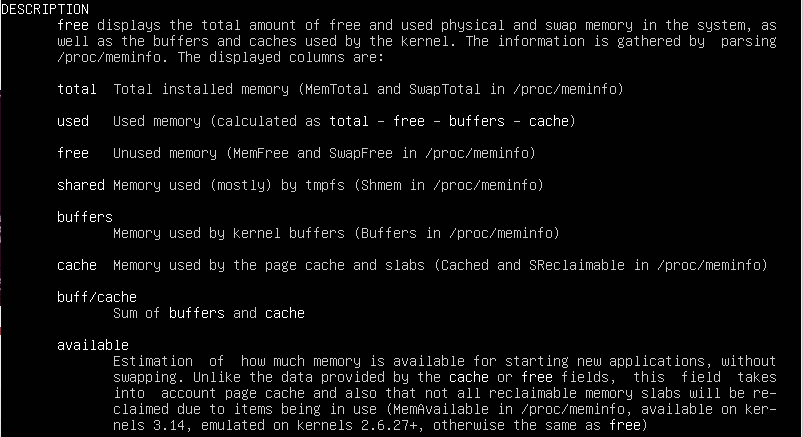 DESCRIPTION
free displays the total amount of free and used physical and swap memory in the system, as
well as the buffers and caches used by the kernel. The information is gathered by parsing
/proc/meminfo. The displayed columns are:
total Total installed memory (MemTotal and SwapTotal in /proc/meminfo)
used Used memory (calculated as total - free - buffers - cache)
free Unused memory (MemFree and SwapFree in /proc/meminfo)
shared Memory used (mostly) by tmpfs (Shmem in /proc/meminfo)
buffers
Memory used by kernel buffers (Buffers in /proc/meminfo)
cache Memory used by the page cache and slabs (Cached and SReclaimable in /proc/meminfo)
buff/cache
Sum of buffers and cache
available
Estimation of how much memory is available for starting new applications, without
swapping. Unlike the data provided by the cache or free fields, this field takes
into account page cache and also that not all reclaimable memory slabs will be re-
claimed due to items being in use (MemAvailable in /proc/meminfo, available on ker-
nels 3.14, emulated on kernels 2.6.27+, otherwise the same as free)